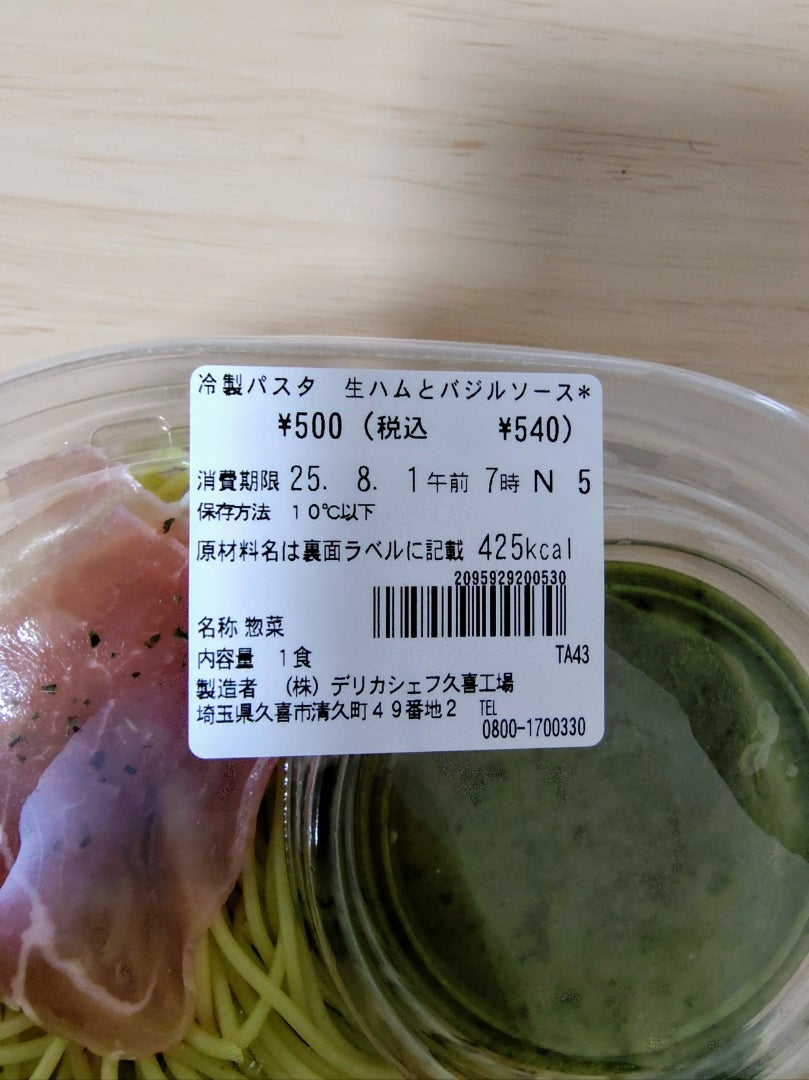 冷製パスタ 生ハムとバジルソース*
¥500（税込 ¥540）
消費期限 25. 8. 1午前 7時 N 5
保存方法 10℃以下
原材料名は裏面ラベルに記載 425kcal
2095929200530
名称 惣菜
内容量 1食 TA43
製造者 （株）デリカシェフ久喜工場
埼玉県久喜市清久町49番地2 TEL
0800-1700330